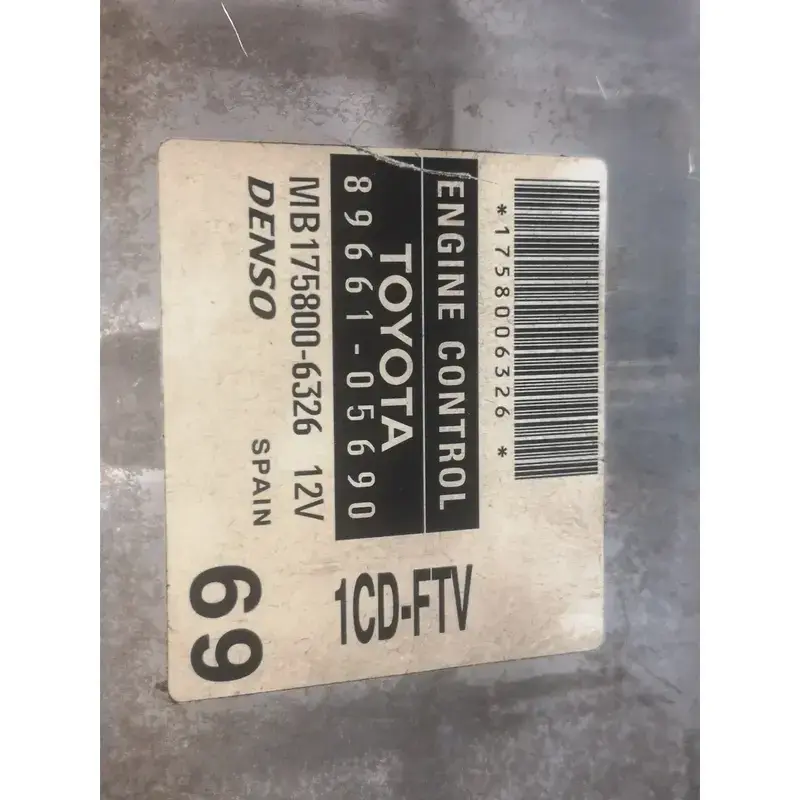 *1758006326*
ENGINE CONTROL
TOYOTA
89661-05690
1CD-FTV
MB175800-6326 12V
DENSO SPAIN
69